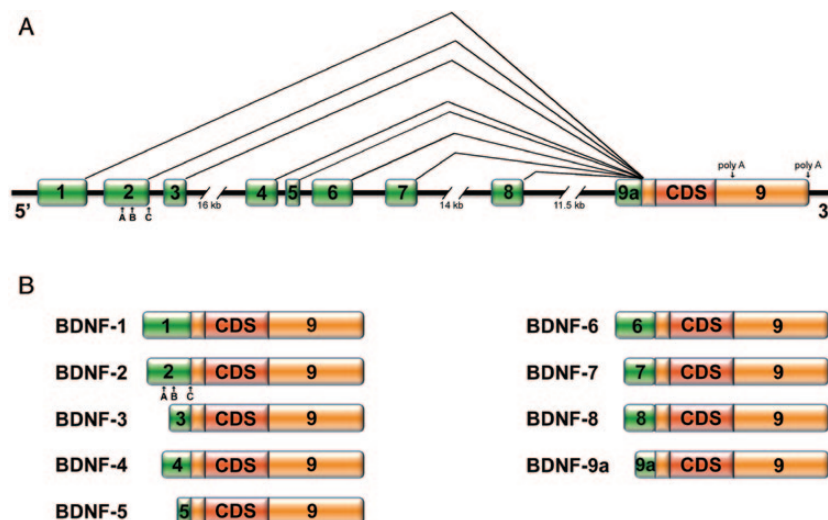 A
poly A poly A
1 2 3 4 5 6 7 8 9a CDS 9
5' A B C 16 kb 14 kb 11.5 kb 3
B
BDNF-1 1 CDS 9
BDNF-6 6 CDS 9
BDNF-2 2 CDS 9
A B C
BDNF-7 7 CDS 9
BDNF-3 3 CDS 9
BDNF-8 8 CDS 9
BDNF-4 4 CDS 9
BDNF-9a 9a CDS 9
BDNF-5 5 CDS 9